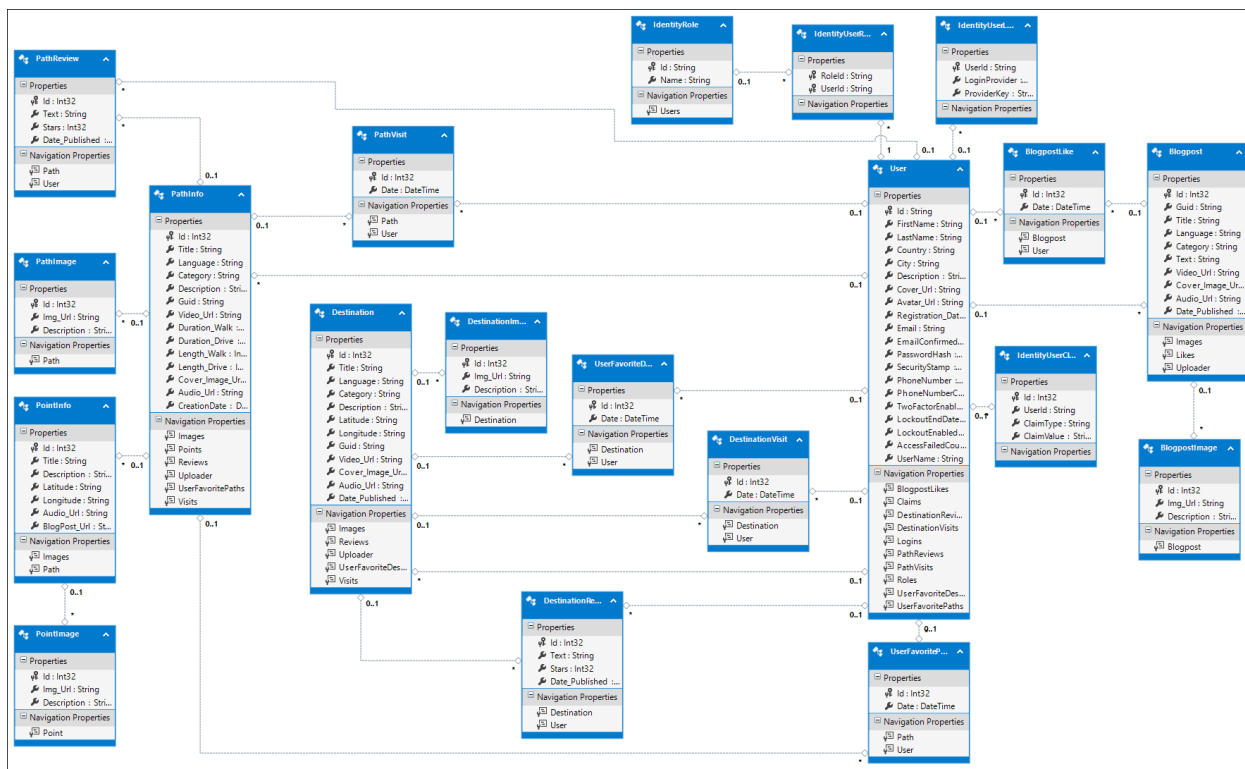 PathReview
Properties
Id : Int32
Text : String
Stars : Int32
Date_Published :...
Navigation Properties
Path
User
PathImage
Properties
Id : Int32
Img_Url : String
Description : Stri...
Navigation Properties
Path
PointInfo
Properties
Id : Int32
Title : String
Description : Stri...
Latitude : String
Longitude : String
Audio_Url : String
BlogPost_Url : St...
Navigation Properties
Images
Path
PointImage
Properties
Id : Int32
Img_Url : String
Description : Stri...
Navigation Properties
Point
PathInfo
Properties
Id : Int32
Title : String
Language : String
Category : String
Description : Stri...
Guid : String
Video_Url : String
Duration_Walk :...
Duration_Drive :...
Length_Walk : In...
Length_Drive : I...
Cover_Image_Ur...
Audio_Url : String
CreationDate : D...
Navigation Properties
Images
Points
Reviews
Uploader
UserFavoritePaths
Visits
PathVisit
Properties
Id : Int32
Date : DateTime
Navigation Properties
Path
User
Destination
Properties
Id : Int32
Title : String
Language : String
Category : String
Description : Stri...
Latitude : String
Longitude : String
Guid : String
Video_Url : String
Cover_Image_Ur...
Audio_Url : String
Date_Published :...
Navigation Properties
Images
Reviews
Uploader
UserFavoriteDes...
Visits
DestinationIm...
Properties
Id : Int32
Img_Url : String
Description : Stri...
Navigation Properties
Destination
UserFavoriteD...
Properties
Id : Int32
Date : DateTime
Navigation Properties
Destination
User
DestinationVisit
Properties
Id : Int32
Date : DateTime
Navigation Properties
Destination
User
DestinationRe...
Properties
Id : Int32
Text : String
Stars : Int32
Date_Published :...
Navigation Properties
Destination
User
IdentityRole
Properties
Id : String
Name : String
Navigation Properties
Users
IdentityUserR...
Properties
RoleId : String
UserId : String
Navigation Properties
IdentityUserL...
Properties
UserId : String
LoginProvider :...
ProviderKey : Str...
Navigation Properties
User
Properties
Id : String
FirstName : String
LastName : String
Country : String
City : String
Description : Stri...
Cover_Url : String
Avatar_Url : String
Registration_Dat...
Email : String
EmailConfirmed...
PasswordHash :...
SecurityStamp :...
PhoneNumber :...
PhoneNumberC...
TwoFactorEnabl...
LockoutEndDate...
LockoutEnabled...
AccessFailedCou...
UserName : String
Navigation Properties
BlogpostLikes
Claims
DestinationRevi...
DestinationVisits
Logins
PathReviews
PathVisits
Roles
UserFavoriteDes...
UserFavoritePaths
UserFavoriteP...
Properties
Id : Int32
Date : DateTime
Navigation Properties
Path
User
BlogpostLike
Properties
Id : Int32
Date : DateTime
Navigation Properties
Blogpost
User
IdentityUserCl...
Properties
Id : Int32
UserId : String
ClaimType : String
ClaimValue : Stri...
Navigation Properties
Blogpost
Properties
Id : Int32
Guid : String
Title : String
Language : String
Category : String
Text : String
Video_Url : String
Cover_Image_Ur...
Audio_Url : String
Date_Published :...
Navigation Properties
Images
Likes
Uploader
BlogpostImage
Properties
Id : Int32
Img_Url : String
Description : Stri...
Navigation Properties
Blogpost